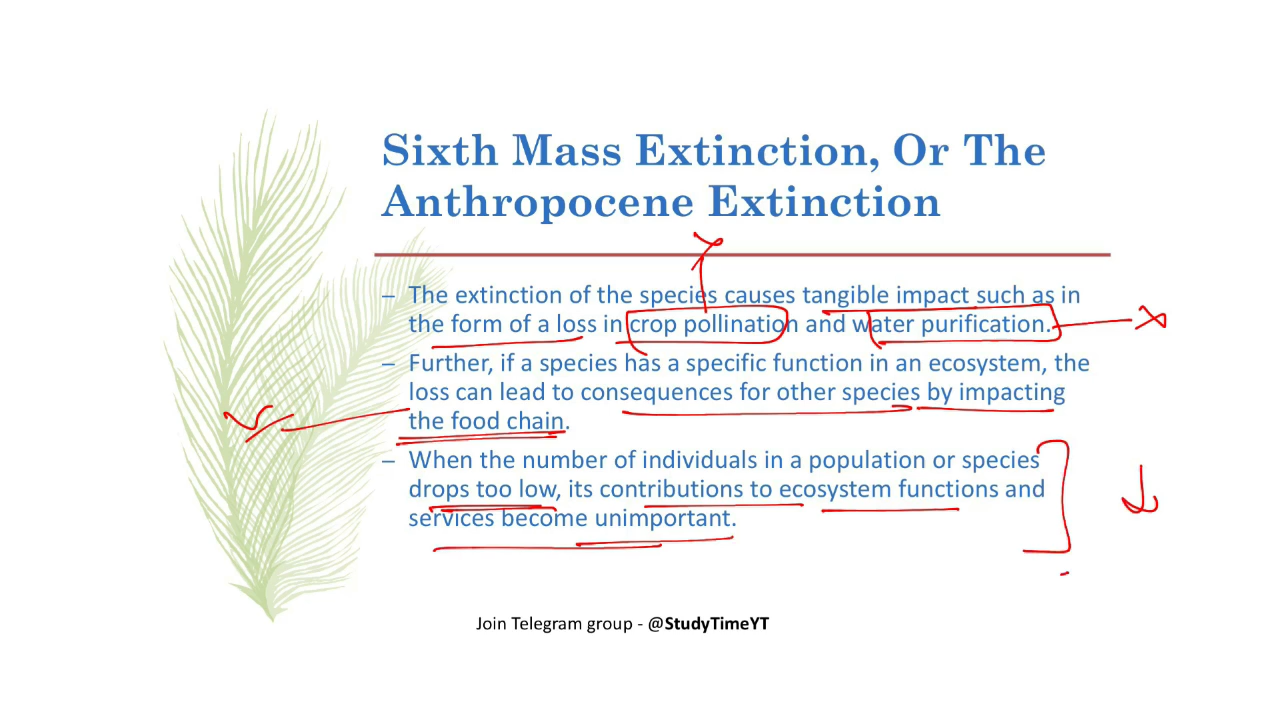 Sixth Mass Extinction, Or The
Anthropocene Extinction
– The extinction of the species causes tangible impact such as in
the form of a loss in crop pollination and water purification.
– Further, if a species has a specific function in an ecosystem, the
loss can lead to consequences for other species by impacting
the food chain.
– When the number of individuals in a population or species
drops too low, its contributions to ecosystem functions and
services become unimportant.
Join Telegram group - @StudyTimeYT